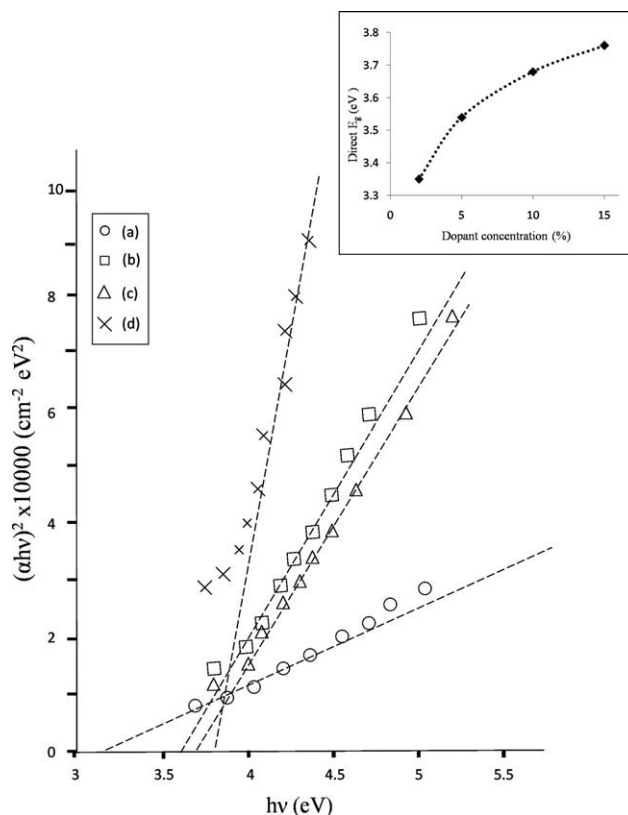 3.8
3.7
3.6
3.5
3.4
3.3
Direct E_g (eV )
0 5 10 15
Dopant concentration (%)
10
8
6
4
2
0
(αhν)² x10000 (cm⁻² eV²)
(a)
(b)
(c)
(d)
3 3.5 4 4.5 5 5.5
hν (eV)